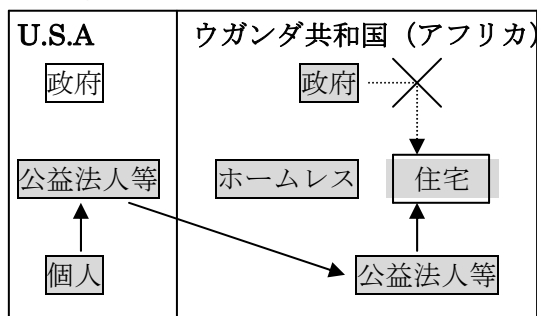 U.S.A
ウガンダ共和国（アフリカ）
政府
政府
公益法人等
ホームレス
住宅
個人
公益法人等